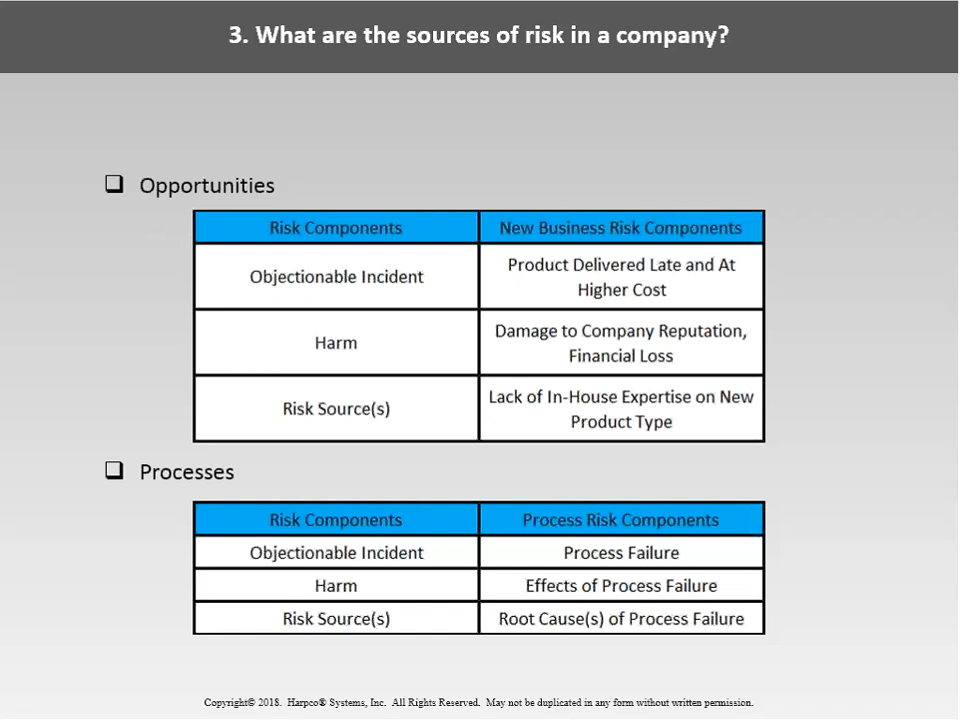 3. What are the sources of risk in a company?
Opportunities
Risk Components New Business Risk Components
Objectionable Incident Product Delivered Late and At
Higher Cost
Harm Damage to Company Reputation,
Financial Loss
Risk Source(s) Lack of In-House Expertise on New
Product Type
Processes
Risk Components Process Risk Components
Objectionable Incident Process Failure
Harm Effects of Process Failure
Risk Source(s) Root Cause(s) of Process Failure
Copyright© 2018. Harpco® Systems, Inc. All Rights Reserved. May not be duplicated in any form without written permission.